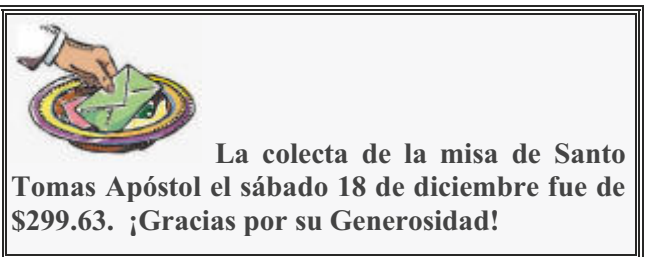 La colecta de la misa de Santo
Tomas Apóstol el sábado 18 de diciembre fue de
$299.63. ¡Gracias por su Generosidad!